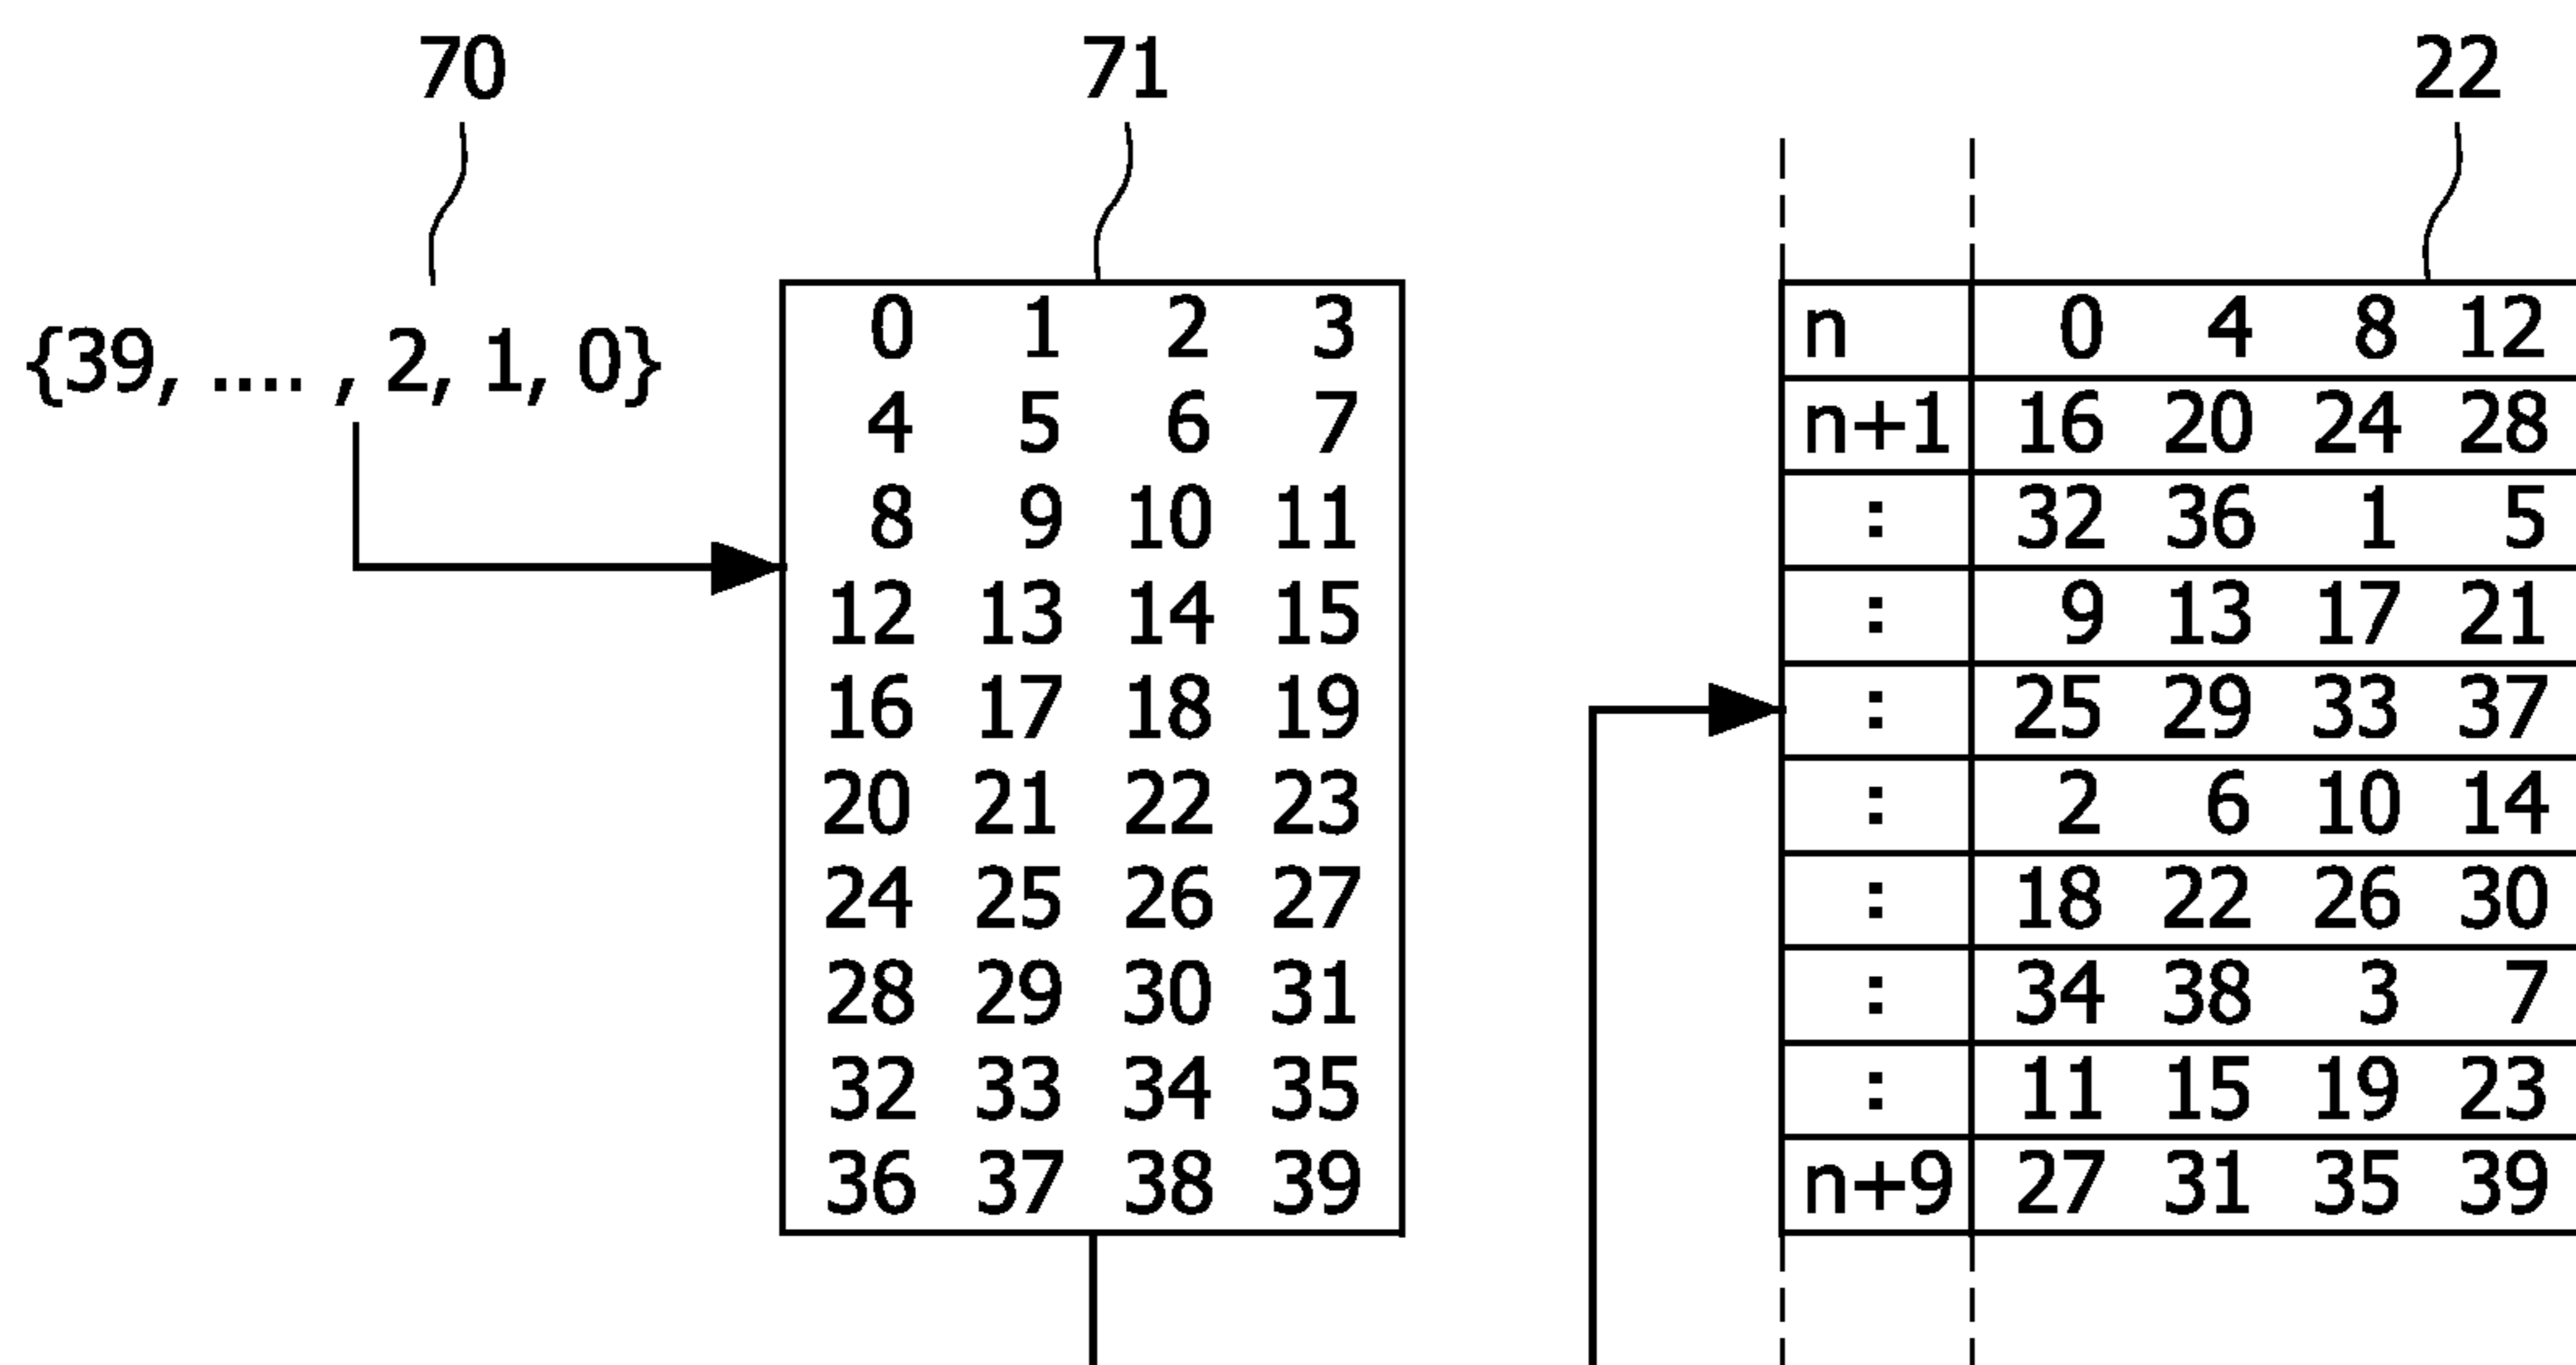 70 71 22
{39, .... , 2, 1, 0}
0 1 2 3
4 5 6 7
8 9 10 11
12 13 14 15
16 17 18 19
20 21 22 23
24 25 26 27
28 29 30 31
32 33 34 35
36 37 38 39
n 0 4 8 12
n+1 16 20 24 28
: 32 36 1 5
: 9 13 17 21
: 25 29 33 37
: 2 6 10 14
: 18 22 26 30
: 34 38 3 7
: 11 15 19 23
n+9 27 31 35 39